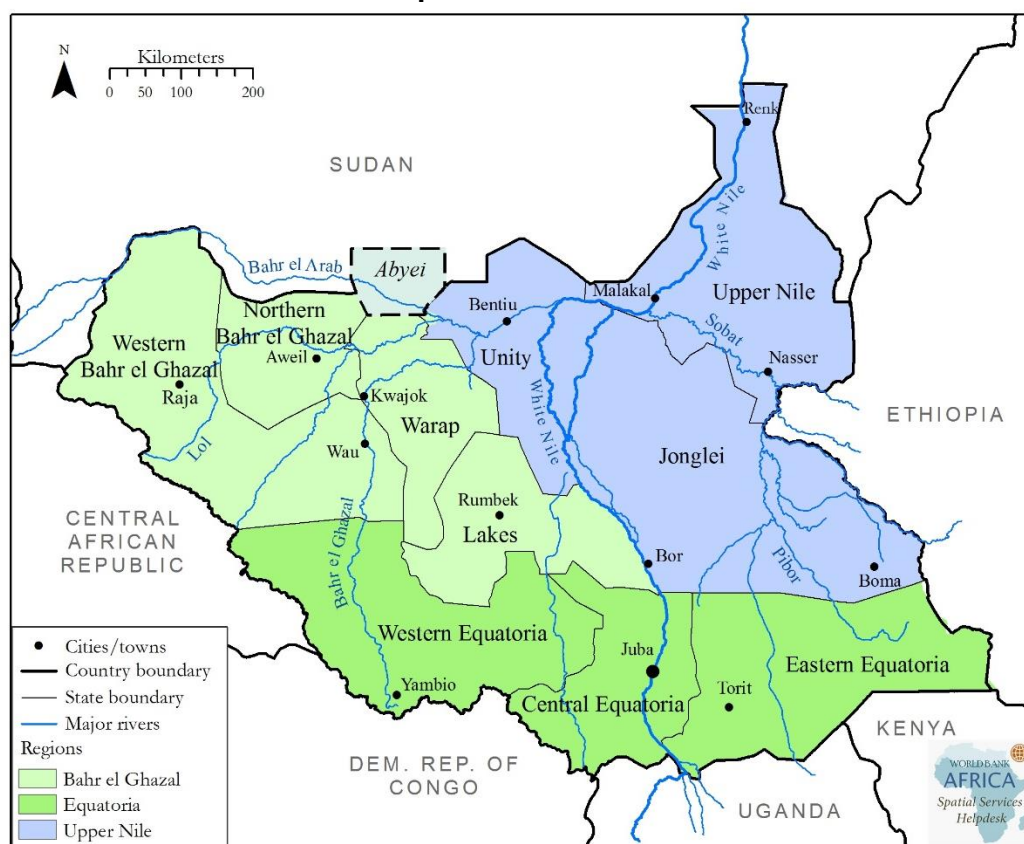 N
Kilometers
0 50 100 200
Renk
SUDAN
White Nile
Bahr el Arab
Abyei
Malakal
Upper Nile
Bentiu
Northern
Bahr el Ghazal
Sobat
Western
Bahr el Ghazal
Aweil
Unity
Nasser
Raja
Kwajok
White Nile
ETHIOPIA
Warap
Lol
Wau
Jonglei
Rumbek
Lakes
CENTRAL
AFRICAN
REPUBLIC
Bahr el Ghazal
Bor
Pibor
Boma
Western Equatoria
Juba
Eastern Equatoria
Yambio
Central Equatoria
Torit
KENYA
DEM. REP. OF
CONGO
UGANDA
Cities/towns
Country boundary
State boundary
Major rivers
Regions
Bahr el Ghazal
Equatoria
Upper Nile
WORLD BANK
AFRICA
Spatial Services
Helpdesk